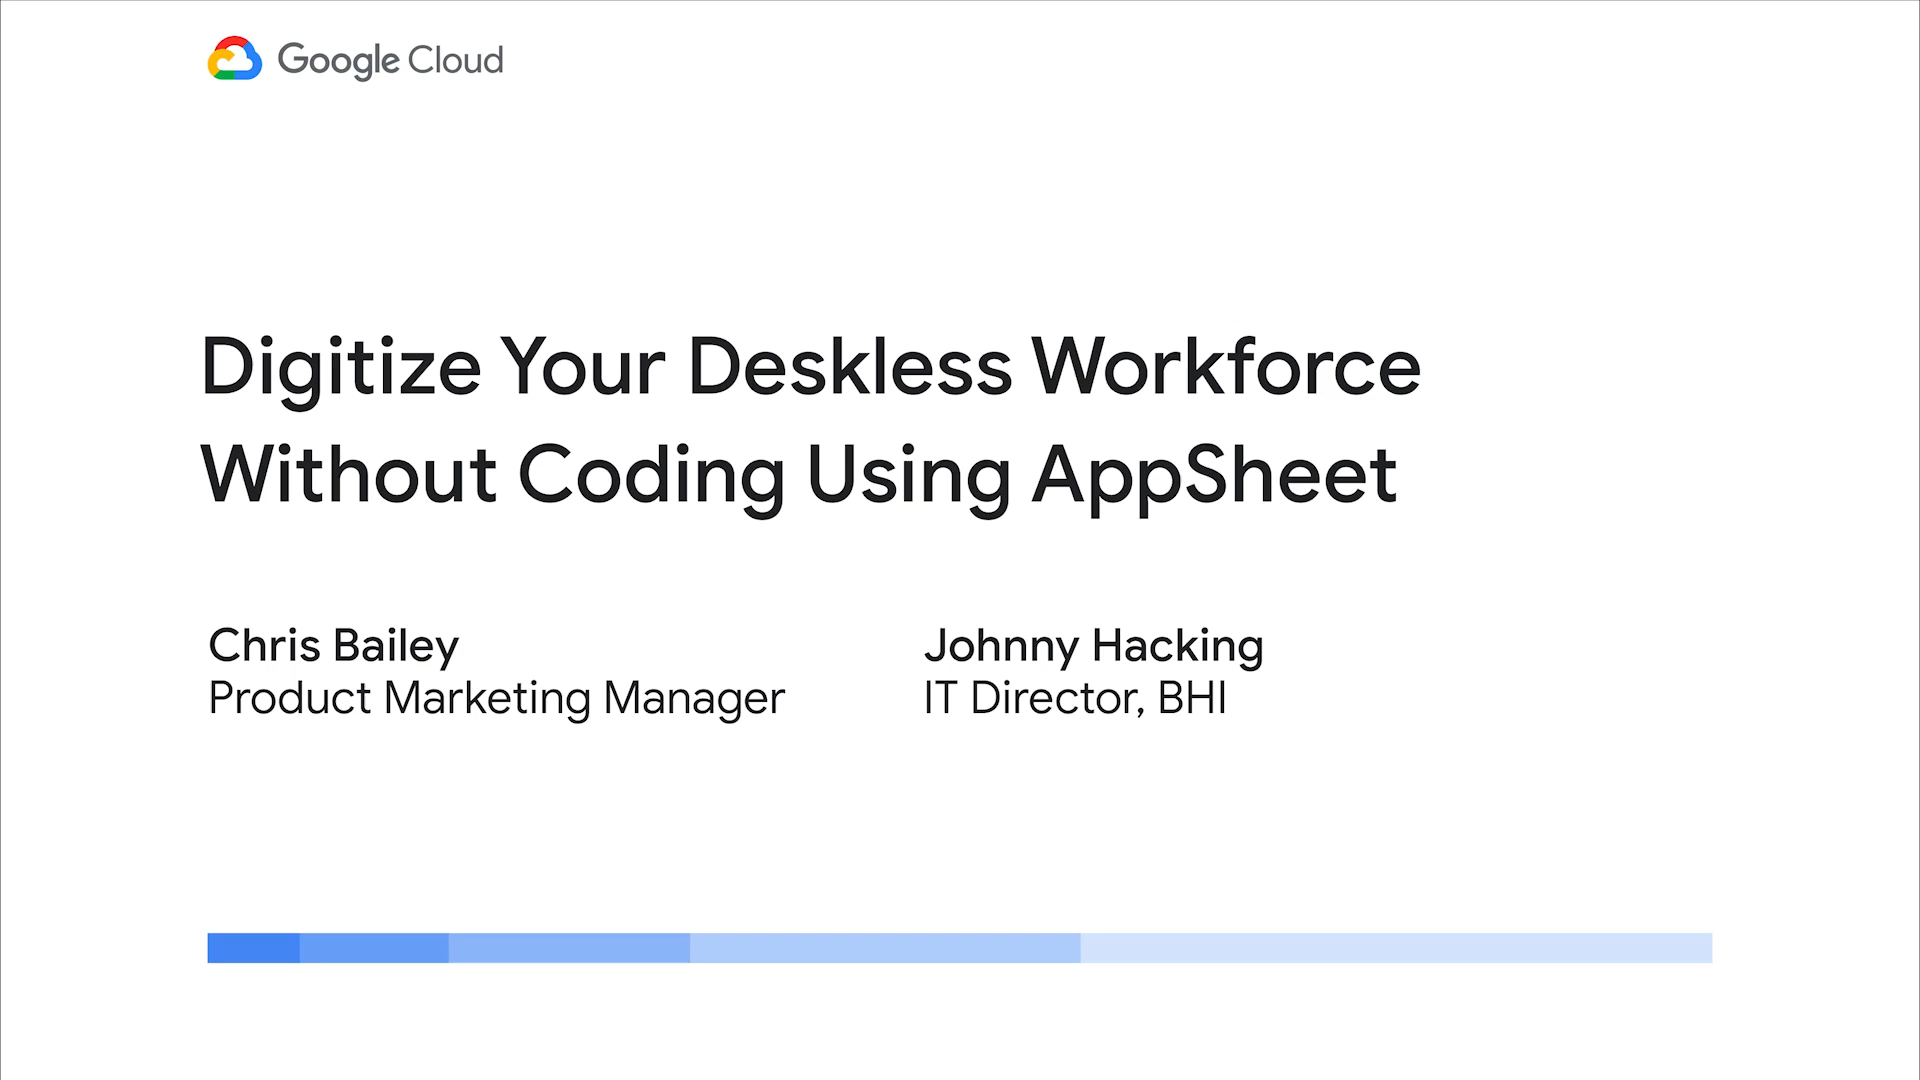 Google Cloud
Digitize Your Deskless Workforce
Without Coding Using AppSheet
Chris Bailey
Product Marketing Manager
Johnny Hacking
IT Director, BHI